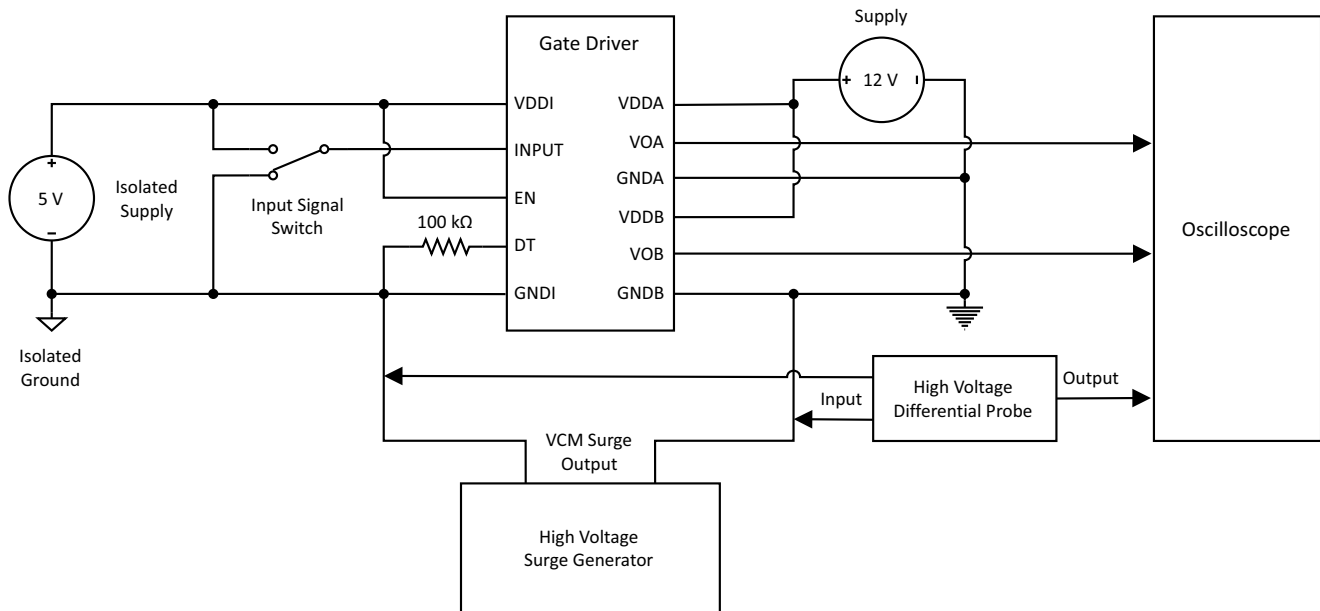 Supply
Gate Driver
+ 12 V −
VDDI
VDDA
VOA
INPUT
GNDA
+
5 V
−
Isolated
Supply
Input Signal
Switch
EN
VDDB
100 kΩ
DT
VOB
Oscilloscope
GNDI
GNDB
Isolated
Ground
Input
High Voltage
Differential Probe
Output
VCM Surge
Output
High Voltage
Surge Generator